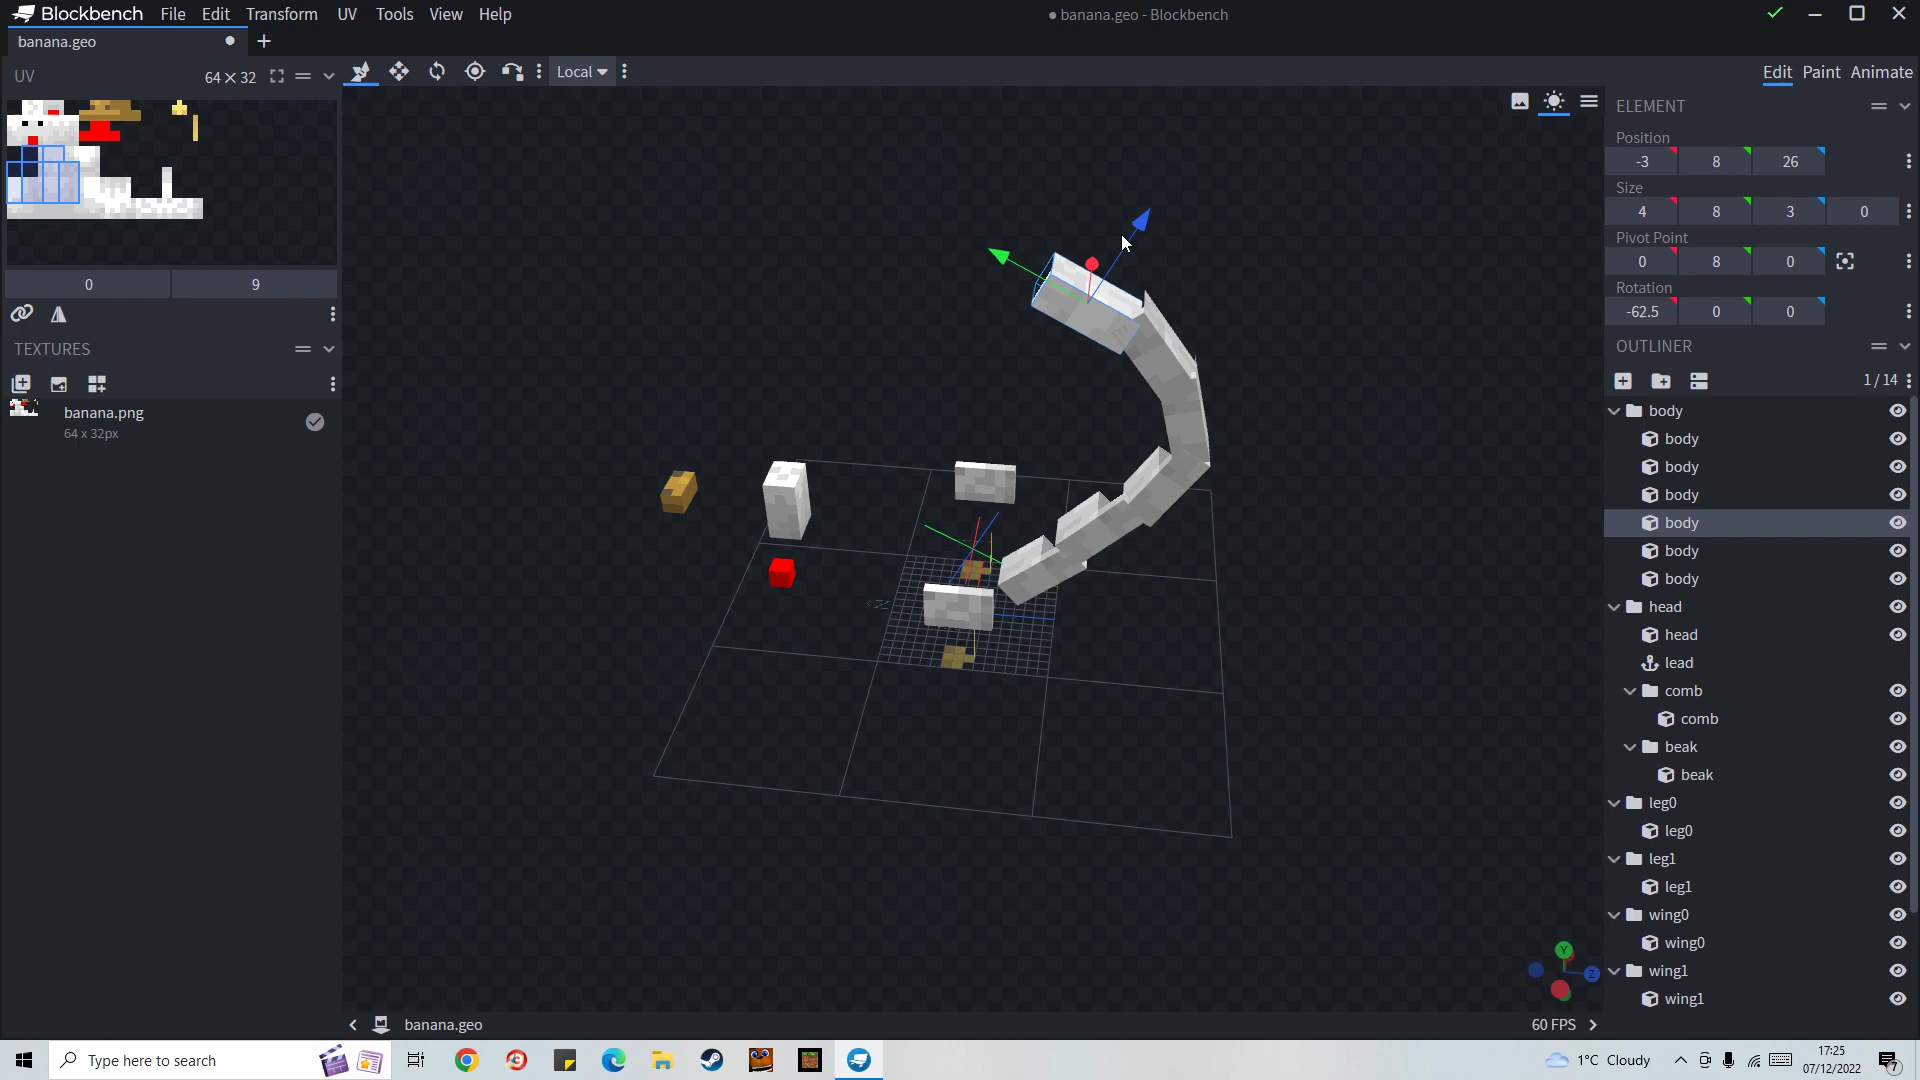 Blockbench File Edit Transform UV Tools View Help
banana.geo - Blockbench
banana.geo
UV 64×32
Local
Edit Paint Animate
0 9
TEXTURES
banana.png
64 x 32px
ELEMENT
Position
-3 8 26
Size
4 8 3 0
Pivot Point
0 8 0
Rotation
-62.5 0 0
OUTLINER
1 / 14
body
body
body
body
body
body
body
head
head
lead
comb
comb
beak
beak
leg0
leg0
leg1
leg1
wing0
wing0
wing1
wing1
Y
Z
banana.geo
60 FPS
Type here to search
1°C Cloudy
17:25
07/12/2022
7